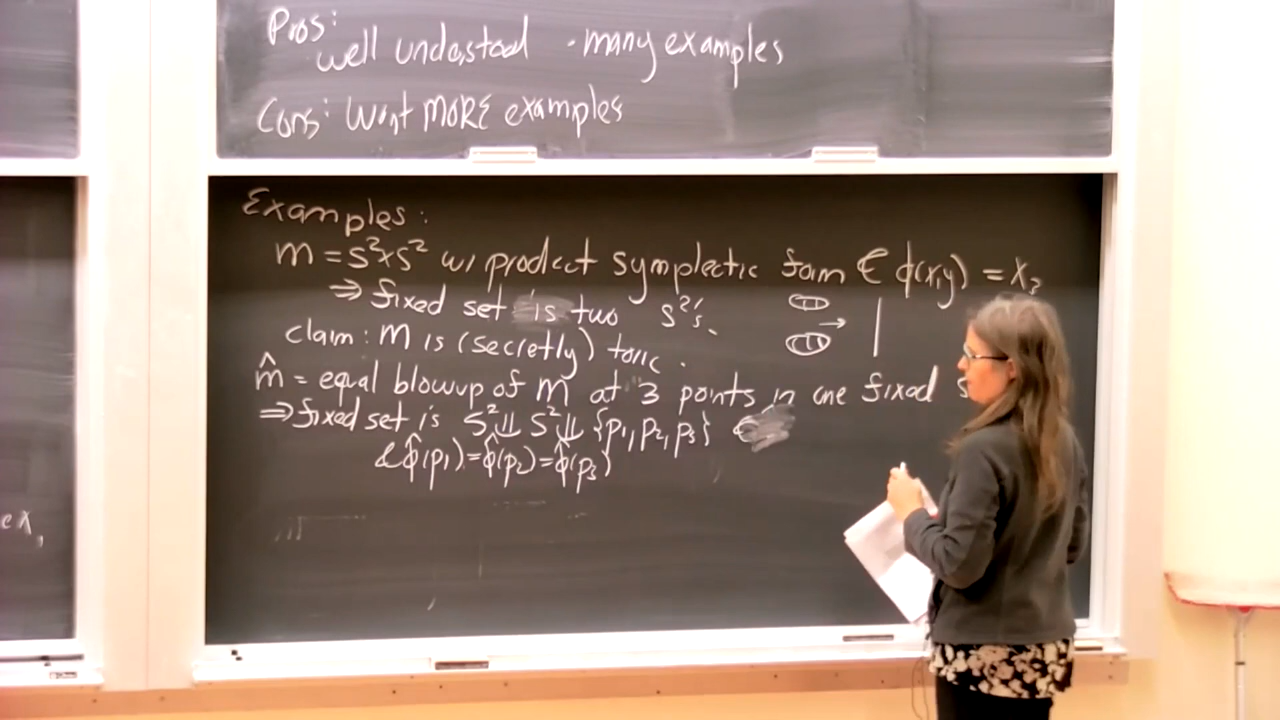 Pros:
well understood · many examples
Cons: Want MORE examples
Examples:
M = S²×S² w/ product symplectic form & ϕ(x,y) = x₃
⇒ fixed set is two S²'s.
claim: M is (secretly) toric.
M̂ = equal blowup of M at 3 points in one fixed S
⇒ fixed set is S² ⊔ S² ⊔ {p₁, p₂, p₃}
& ϕ̂(p₁) = ϕ̂(p₂) = ϕ̂(p₃)
ex,